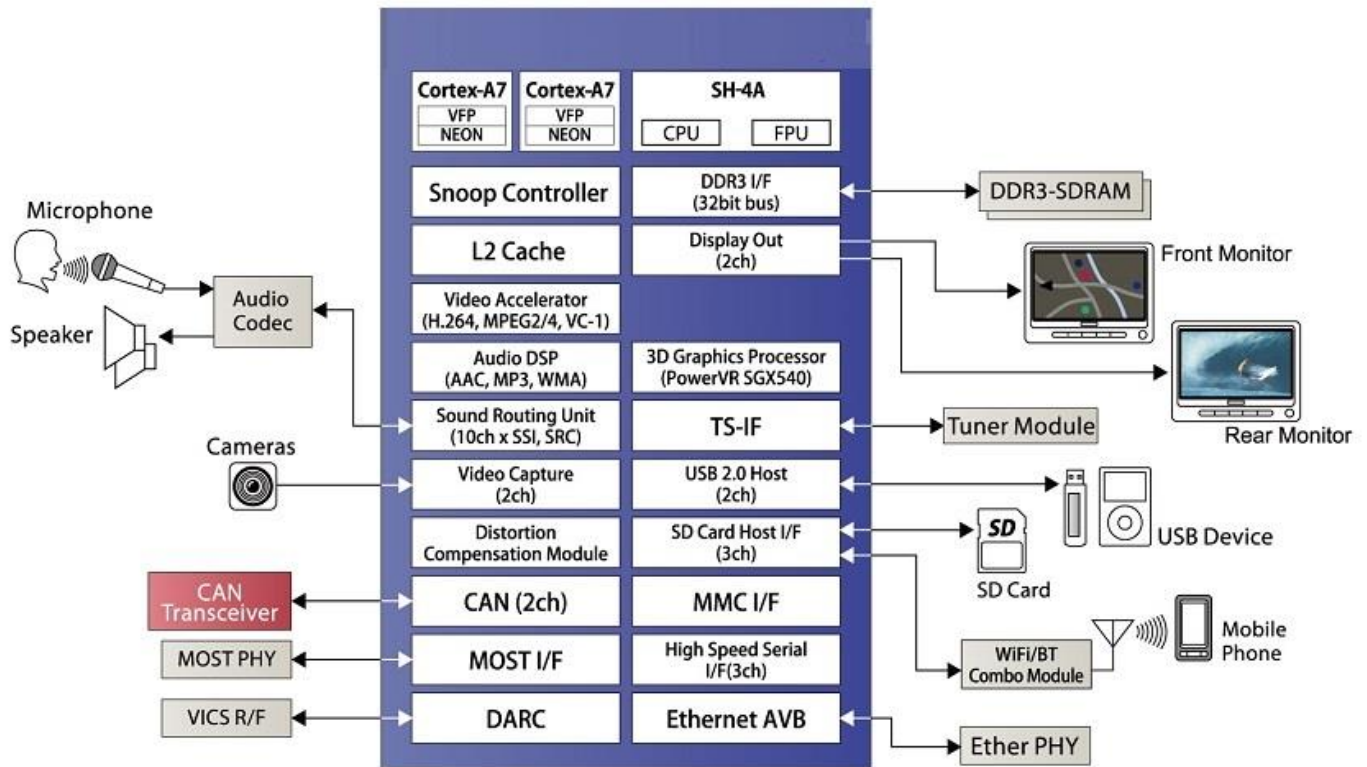 Cortex-A7
VFP
NEON
Cortex-A7
VFP
NEON
SH-4A
CPU
FPU
Snoop Controller
DDR3 I/F
(32bit bus)
DDR3-SDRAM
Microphone
L2 Cache
Display Out
(2ch)
Front Monitor
Audio
Codec
Speaker
Video Accelerator
(H.264, MPEG2/4, VC-1)
Audio DSP
(AAC, MP3, WMA)
3D Graphics Processor
(PowerVR SGX540)
Rear Monitor
Sound Routing Unit
(10ch x SSI, SRC)
TS-IF
Tuner Module
Cameras
Video Capture
(2ch)
USB 2.0 Host
(2ch)
USB Device
Distortion
Compensation Module
SD Card Host I/F
(3ch)
SD
SD Card
CAN
Transceiver
CAN (2ch)
MMC I/F
MOST PHY
MOST I/F
High Speed Serial
I/F(3ch)
WiFi/BT
Combo Module
Mobile
Phone
VICS R/F
DARC
Ethernet AVB
Ether PHY